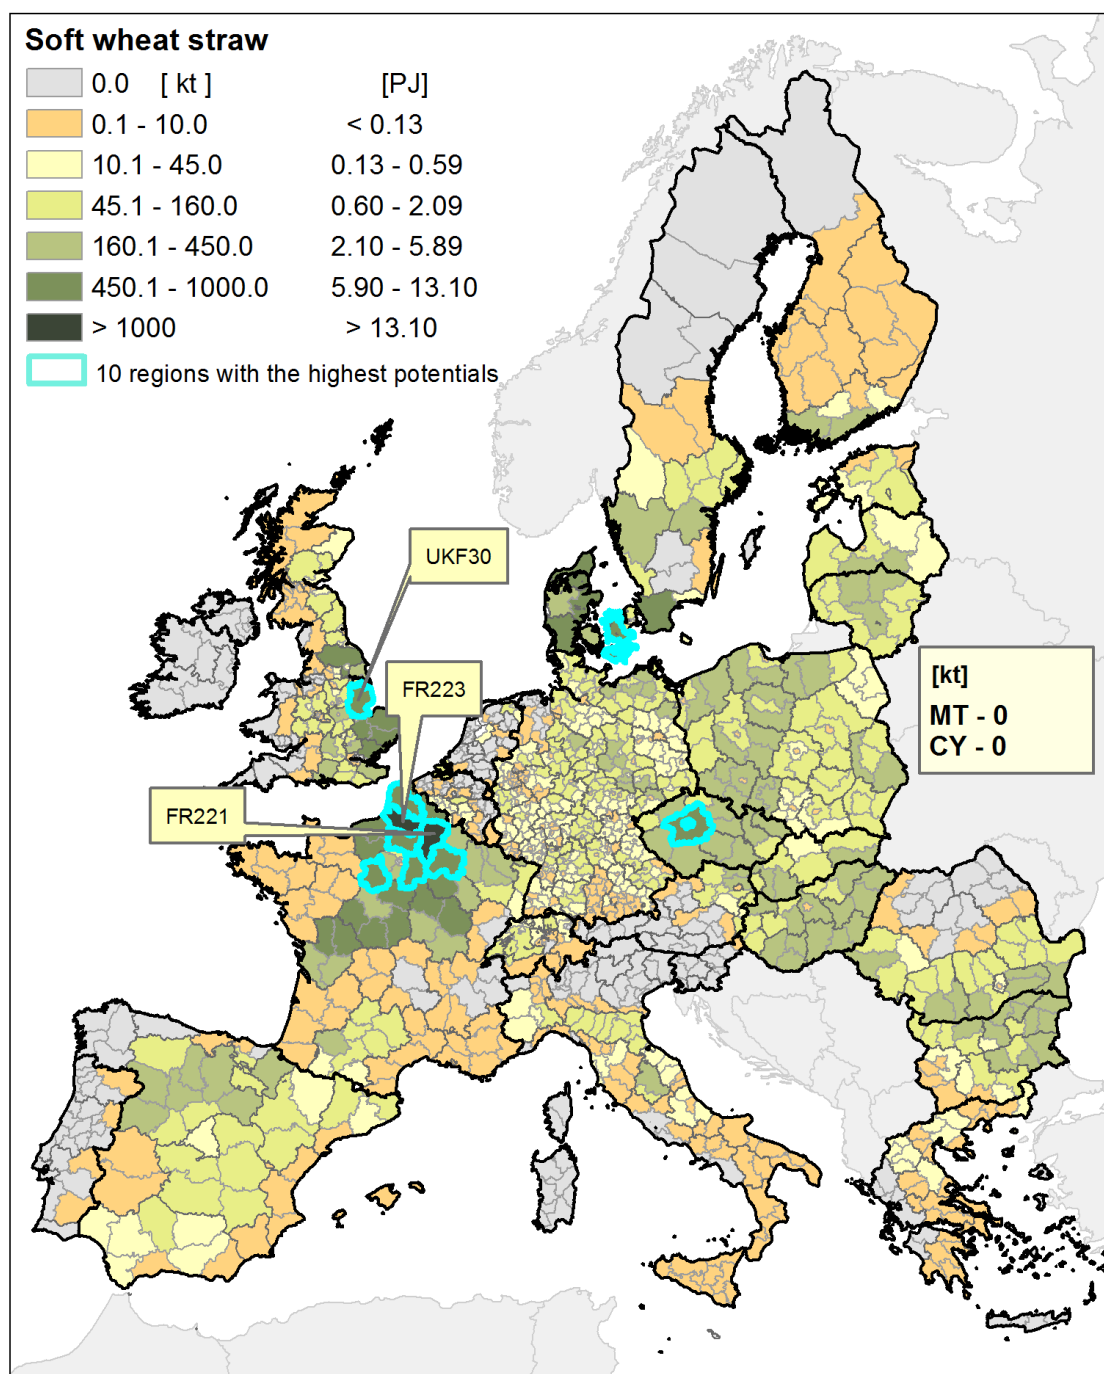 Soft wheat straw
0.0 [ kt ] [PJ]
0.1 - 10.0 < 0.13
10.1 - 45.0 0.13 - 0.59
45.1 - 160.0 0.60 - 2.09
160.1 - 450.0 2.10 - 5.89
450.1 - 1000.0 5.90 - 13.10
> 1000 > 13.10
10 regions with the highest potentials
UKF30
FR223
FR221
[kt]
MT - 0
CY - 0